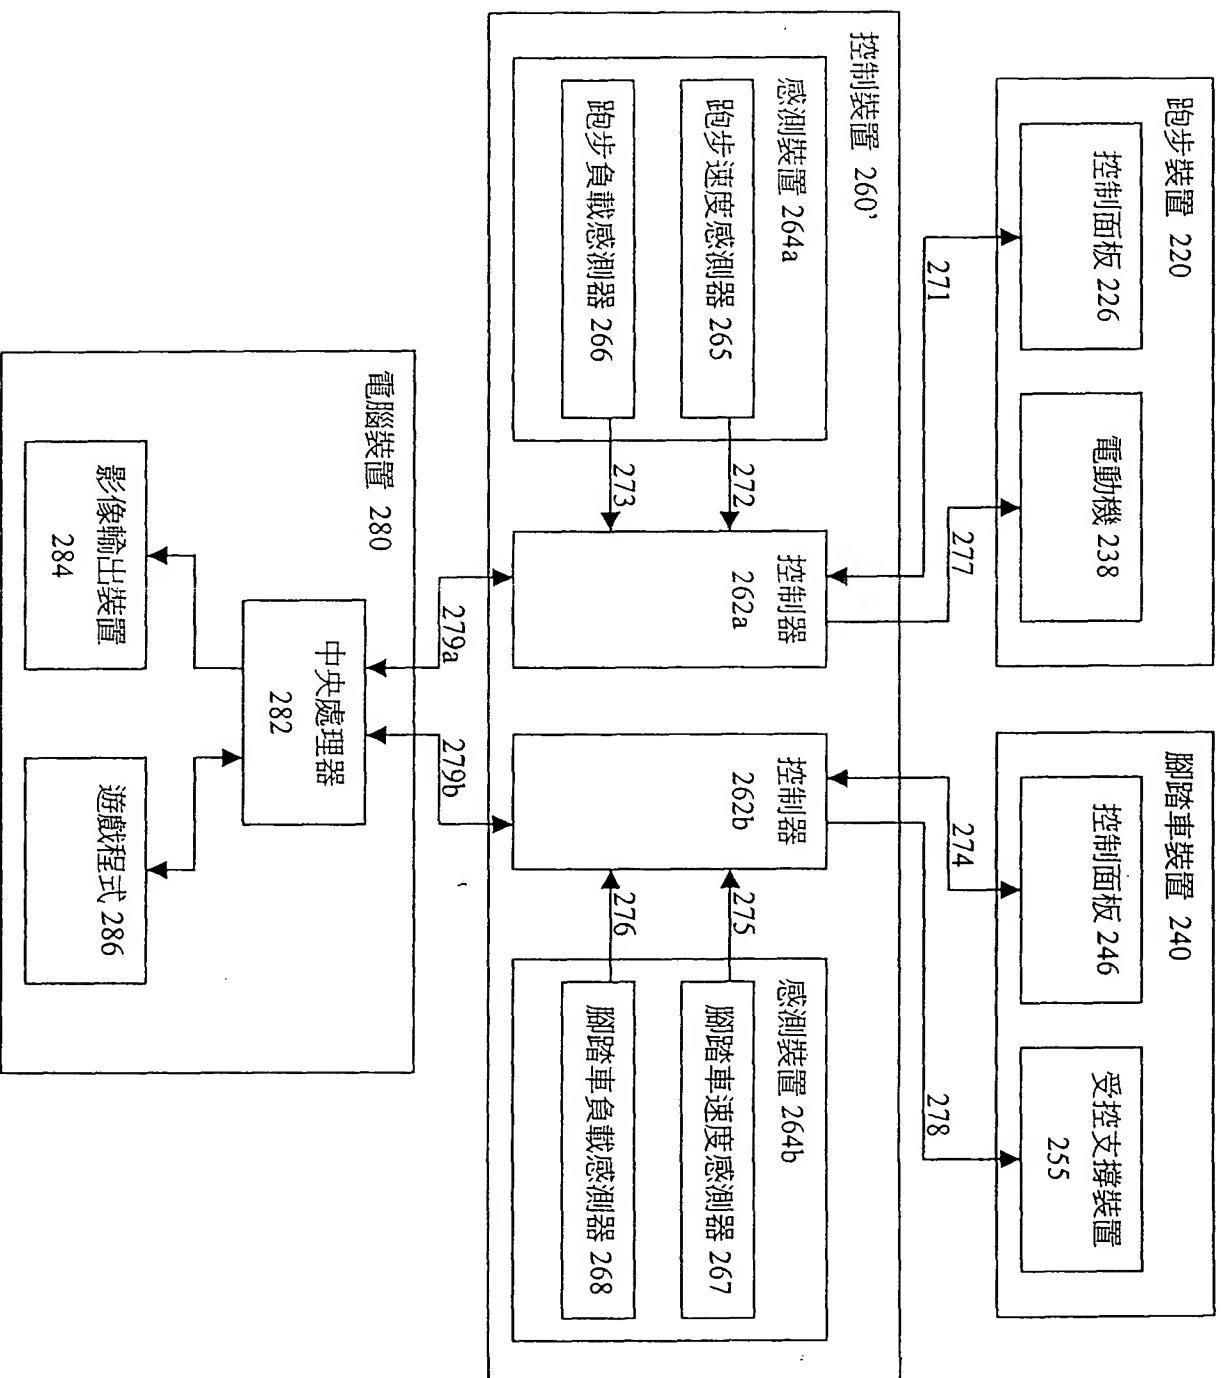 跑步裝置 220
控制面板 226
電動機 238
腳踏車裝置 240
控制面板 246
受控支撐裝置
255
271
277
274
278
控制裝置 260’
感測裝置 264a
跑步速度感測器 265
跑步負載感測器 266
272
273
控制器
262a
控制器
262b
275
276
感測裝置 264b
腳踏車速度感測器 267
腳踏車負載感測器 268
279a
279b
電腦裝置 280
中央處理器
282
影像輸出裝置
284
遊戲程式 286